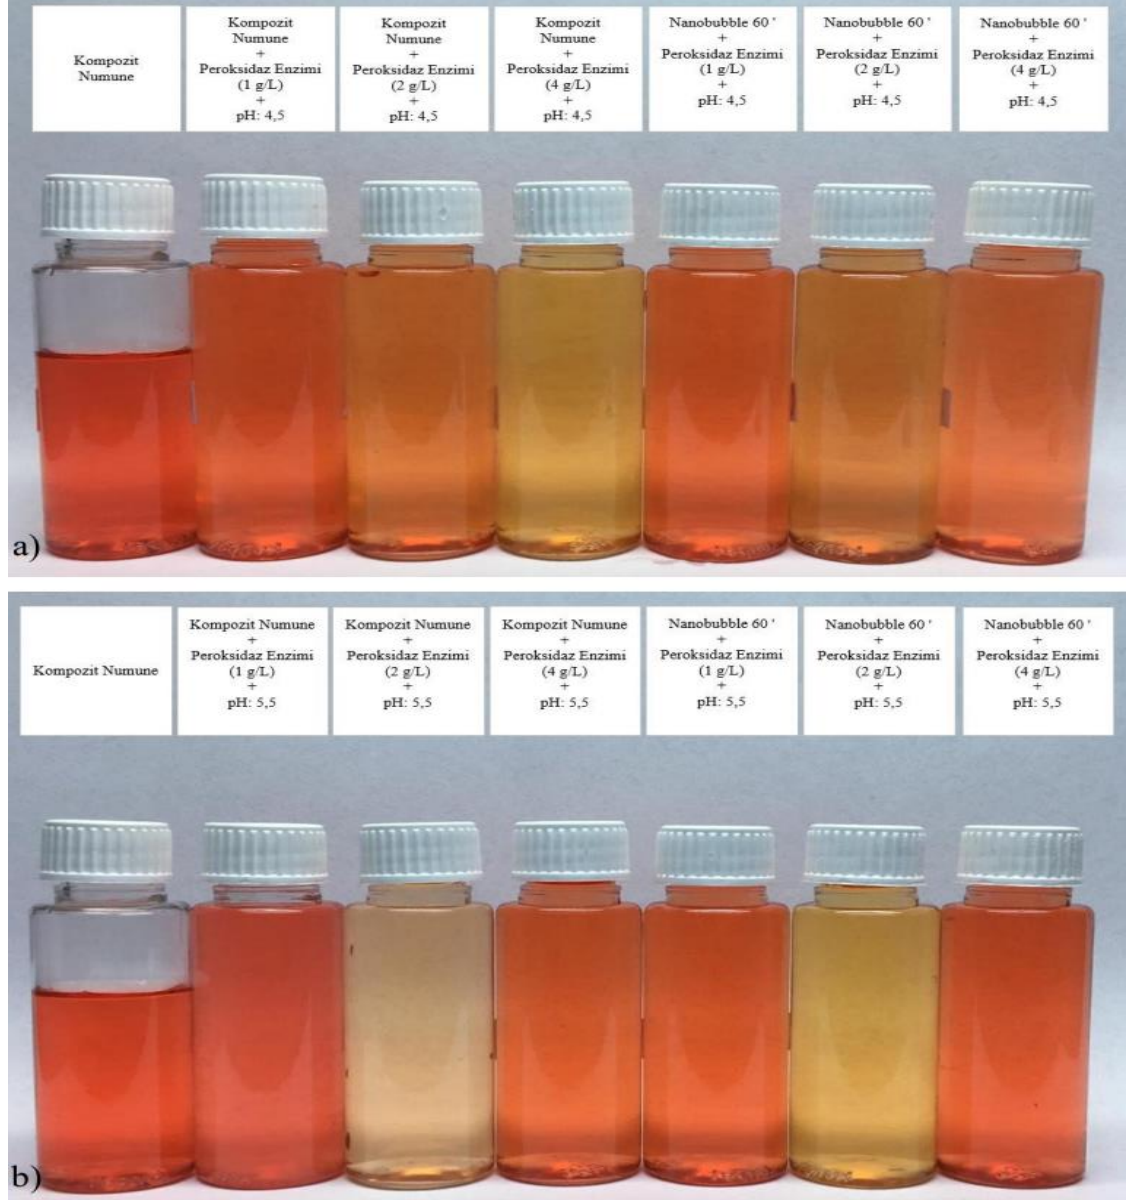 Kompozit
Numune
Kompozit
Numune
+
Peroksidaz Enzimi
(1 g/L)
+
pH: 4,5
Kompozit
Numune
+
Peroksidaz Enzimi
(2 g/L)
+
pH: 4,5
Kompozit
Numune
+
Peroksidaz Enzimi
(4 g/L)
+
pH: 4,5
Nanobubble 60 '
+
Peroksidaz Enzimi
(1 g/L)
+
pH: 4,5
Nanobubble 60 '
+
Peroksidaz Enzimi
(2 g/L)
+
pH: 4,5
Nanobubble 60 '
+
Peroksidaz Enzimi
(4 g/L)
+
pH: 4,5
a)
Kompozit Numune
Kompozit Numune
+
Peroksidaz Enzimi
(1 g/L)
+
pH: 5,5
Kompozit Numune
+
Peroksidaz Enzimi
(2 g/L)
+
pH: 5,5
Kompozit Numune
+
Peroksidaz Enzimi
(4 g/L)
+
pH: 5,5
Nanobubble 60 '
+
Peroksidaz Enzimi
(1 g/L)
+
pH: 5,5
Nanobubble 60 '
+
Peroksidaz Enzimi
(2 g/L)
+
pH: 5,5
Nanobubble 60 '
+
Peroksidaz Enzimi
(4 g/L)
+
pH: 5,5
b)